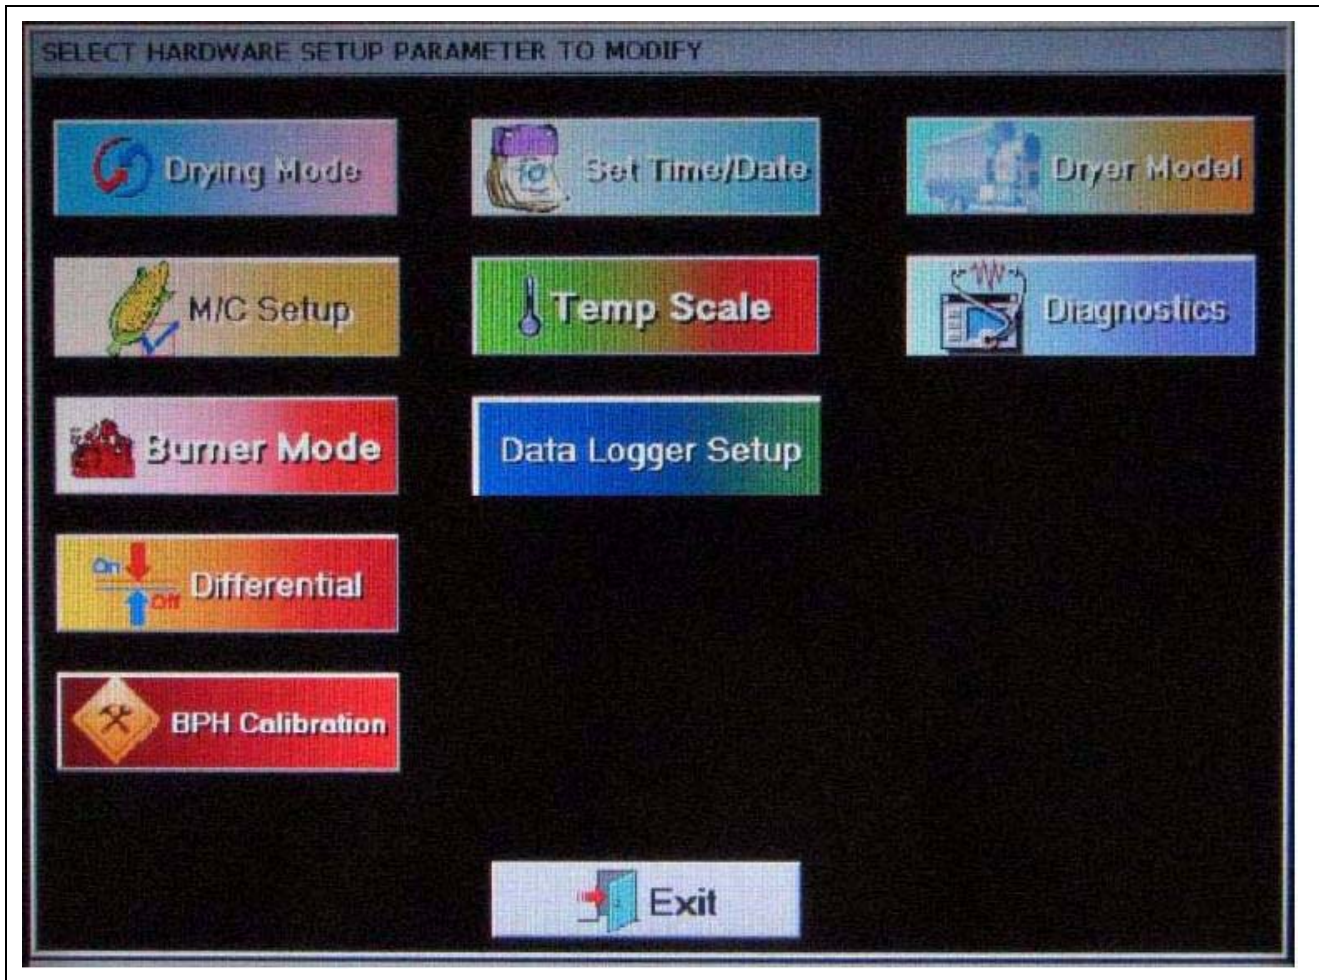 SELECT HARDWARE SETUP PARAMETER TO MODIFY
Drying Mode
Set Time/Date
Dryer Model
M/C Setup
Temp Scale
Diagnostics
Burner Mode
Data Logger Setup
On
Off
Differential
BPH Calibration
Exit